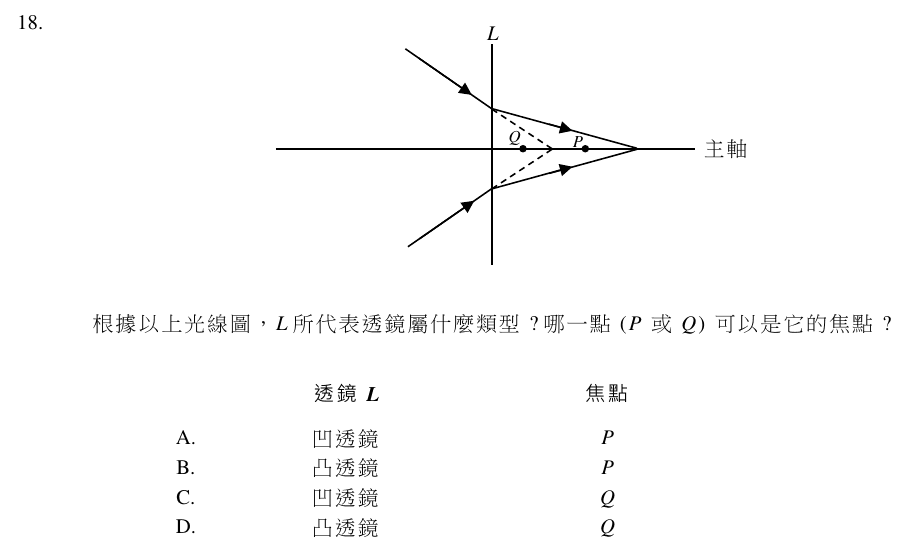 18.
L
Q
P
主軸
根據以上光線圖，L 所代表透鏡屬什麼類型？哪一點 (P 或 Q) 可以是它的焦點？
透鏡 L 焦點
A. 凹透鏡 P
B. 凸透鏡 P
C. 凹透鏡 Q
D. 凸透鏡 Q